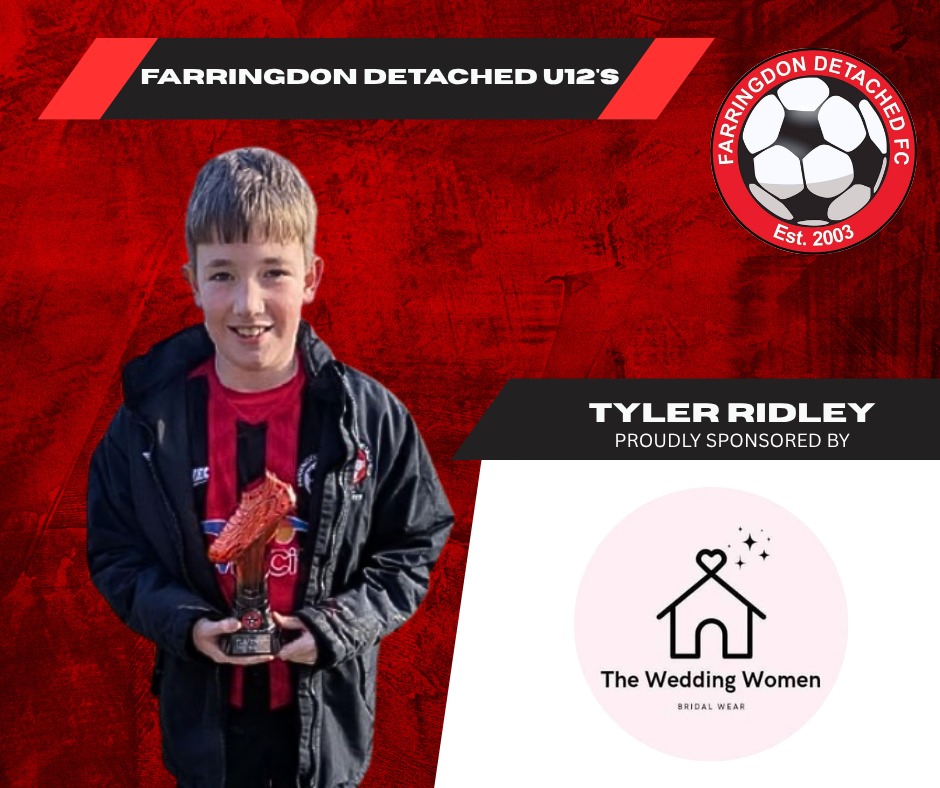 FARRINGDON DETACHED U12'S
FARRINGDON DETACHED FC
Est. 2003
TYLER RIDLEY
PROUDLY SPONSORED BY
The Wedding Women
BRIDAL WEAR